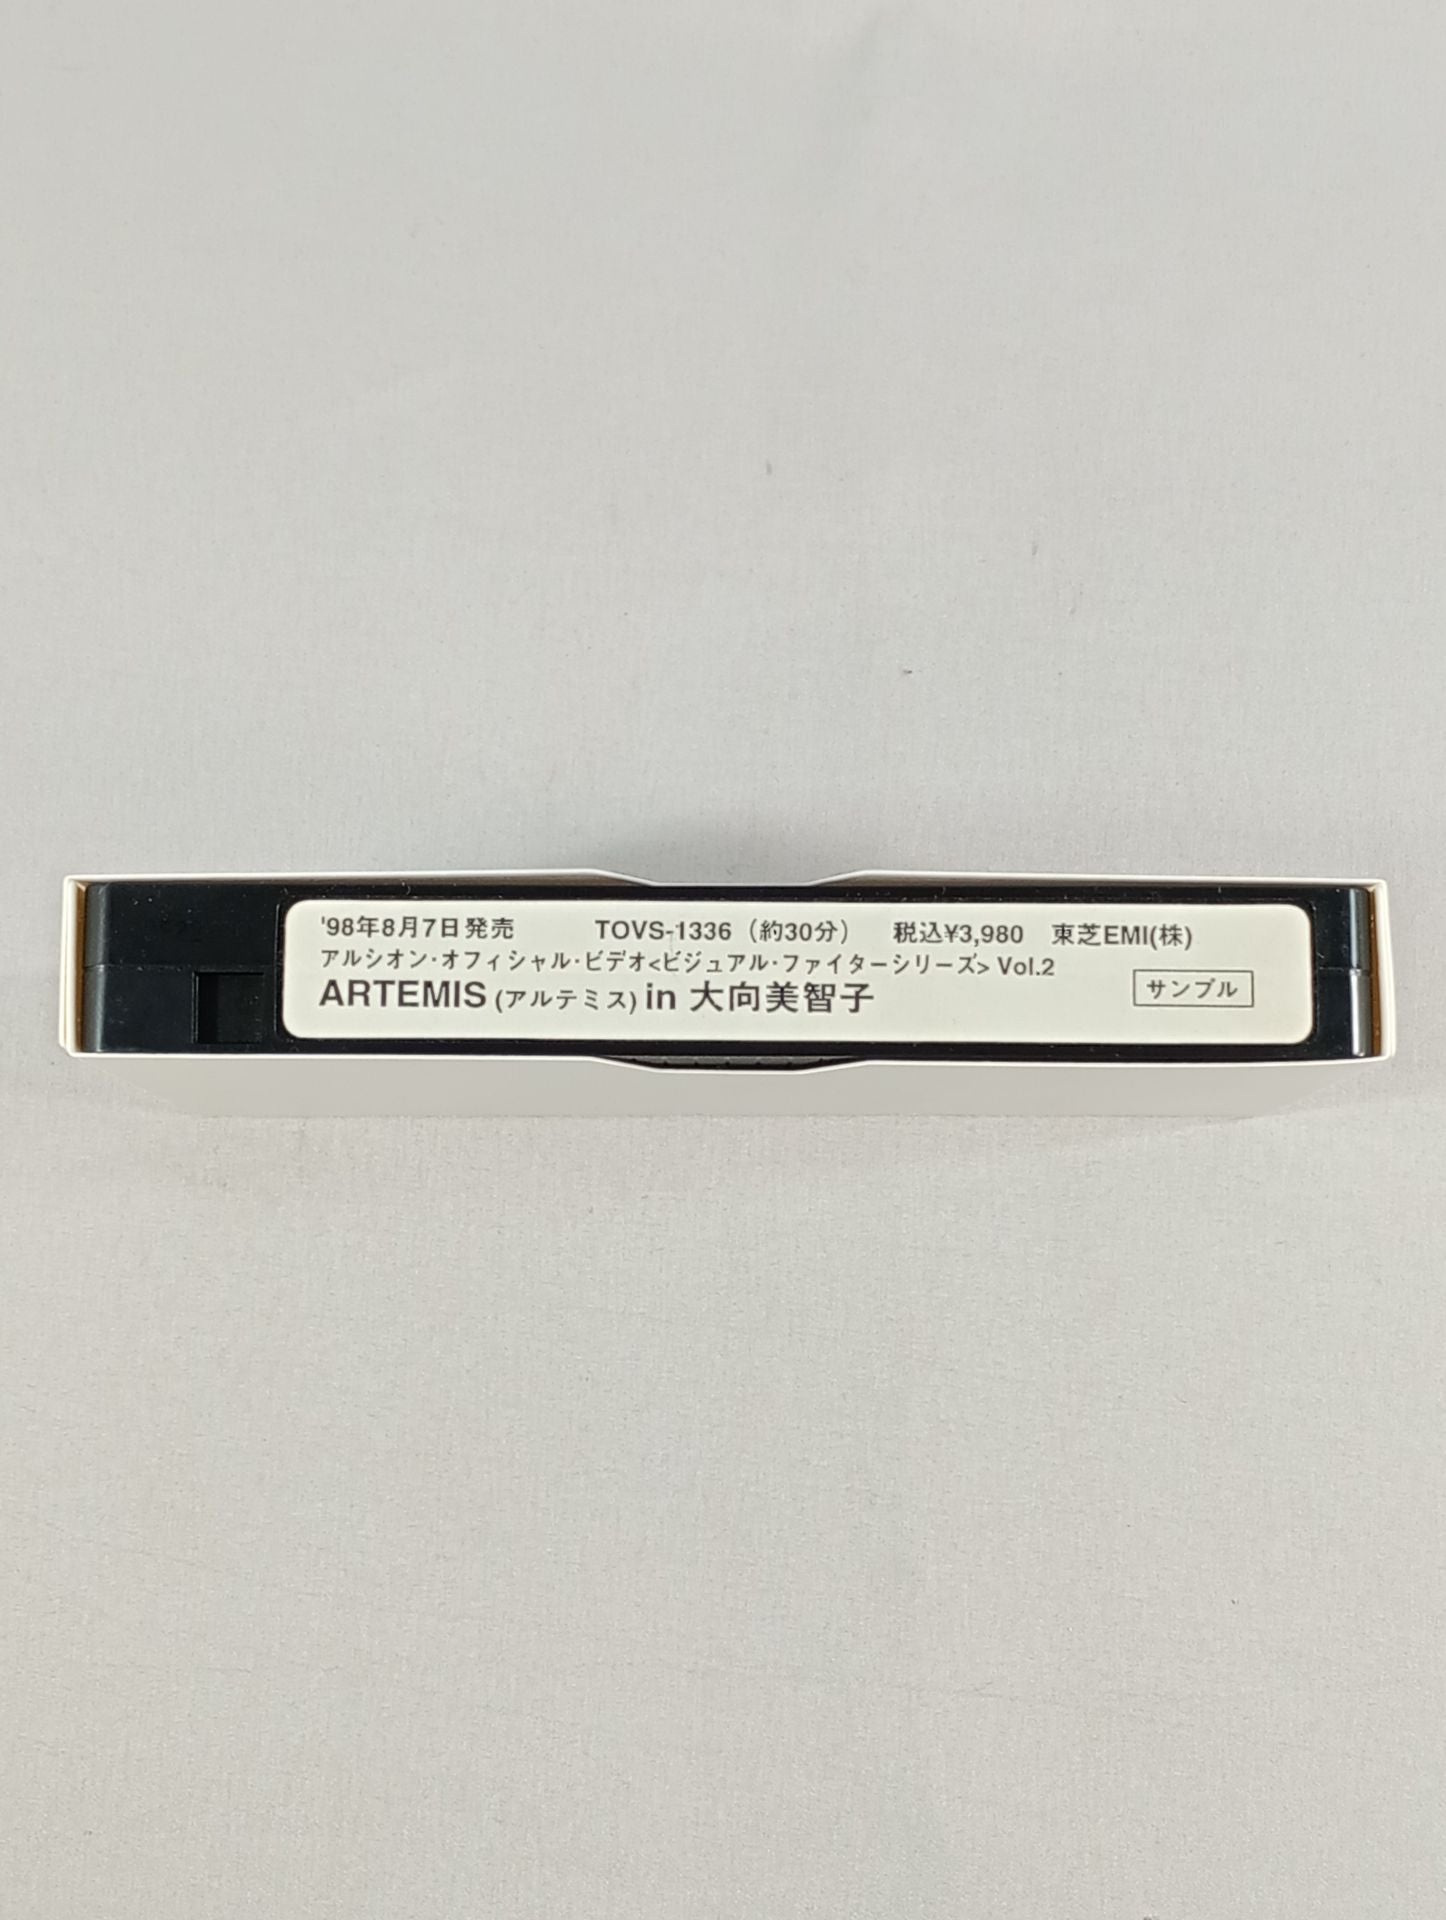 '98年8月7日発売 TOVS-1336（約30分） 税込¥3,980 東芝EMI(株)
アルシオン･オフィシャル･ビデオ<ビジュアル･ファイターシリーズ> Vol.2
ARTEMIS (アルテミス) in 大向美智子
サンプル